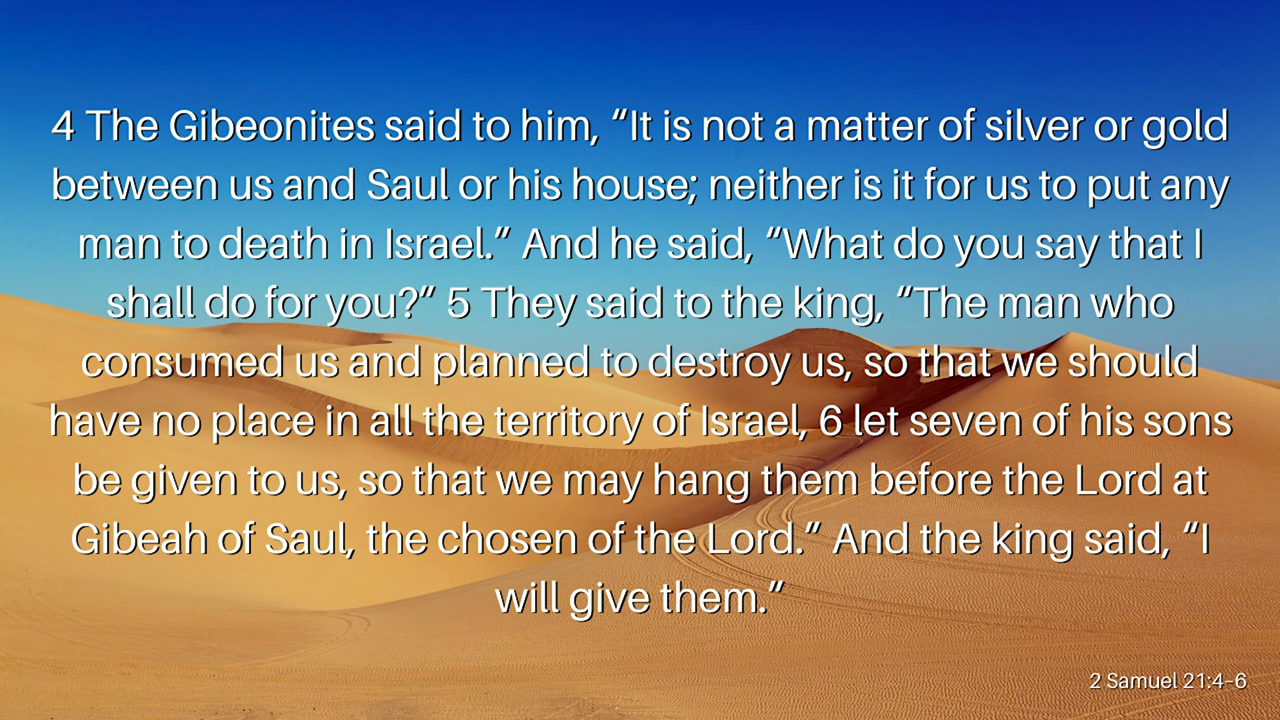 4 The Gibeonites said to him, “It is not a matter of silver or gold
between us and Saul or his house; neither is it for us to put any
man to death in Israel.” And he said, “What do you say that I
shall do for you?” 5 They said to the king, “The man who
consumed us and planned to destroy us, so that we should
have no place in all the territory of Israel, 6 let seven of his sons
be given to us, so that we may hang them before the Lord at
Gibeah of Saul, the chosen of the Lord.” And the king said, “I
will give them.”
2 Samuel 21:4–6